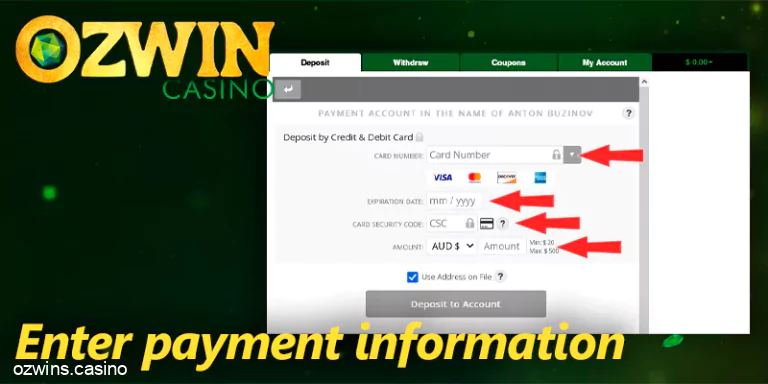 OZWIN
CASINO
Deposit Withdraw Coupons My Account $ 0.00
PAYMENT ACCOUNT IN THE NAME OF ANTON BUZINOV ?
Deposit by Credit & Debit Card
CARD NUMBER: Card Number
VISA mastercard DISCOVER
EXPIRATION DATE: mm / yyyy
CARD SECURITY CODE: CSC ?
AMOUNT: AUD $ Amount Min: $ 20
Max: $ 500
Use Address on File ?
Deposit to Account
Enter payment information
ozwins.casino